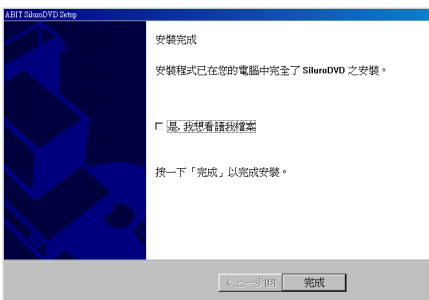 ABIT SiluroDVD Setup
安裝完成
安裝程式已在您的電腦中完全了 SiluroDVD 之安裝。
是, 我想看讀我檔案
按一下「完成」以完成安裝。
< 上一步(B) 完成